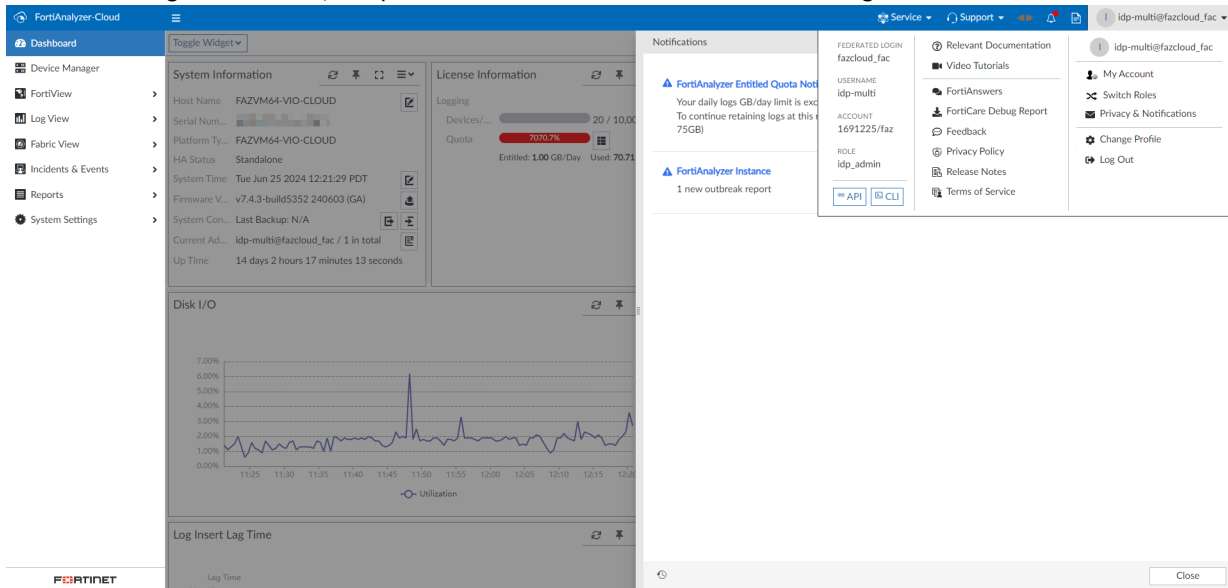 FortiAnalyzer-Cloud
Service
Support
idp-multi@fazcloud_fac
Dashboard
Device Manager
FortiView
Log View
Fabric View
Incidents & Events
Reports
System Settings
FORTINET
Toggle Widget
System Information
Host Name FAZVM64-VIO-CLOUD
Serial Num...
Platform Ty... FAZVM64-VIO-CLOUD
HA Status Standalone
System Time Tue Jun 25 2024 12:21:29 PDT
Firmware V... v7.4.3-build5352 240603 (GA)
System Con... Last Backup: N/A
Current Ad... idp-multi@fazcloud_fac / 1 in total
Up Time 14 days 2 hours 17 minutes 13 seconds
License Information
Logging
Devices/... 20 / 10,00
Quota 7070.7%
Entitled: 1.00 GB/Day Used: 70.71
Disk I/O
7.00%
6.00%
5.00%
4.00%
3.00%
2.00%
1.00%
0.00%
11:25 11:30 11:35 11:40 11:45 11:50 11:55 12:00 12:05 12:10 12:15 12:20
Utilization
Log Insert Lag Time
Lag Time
Notifications
FortiAnalyzer Entitled Quota Noti
Your daily logs GB/day limit is exc
To continue retaining logs at this r
75GB)
FortiAnalyzer Instance
1 new outbreak report
FEDERATED LOGIN
fazcloud_fac
USERNAME
idp-multi
ACCOUNT
1691225/faz
ROLE
idp_admin
API CLI
Relevant Documentation
Video Tutorials
FortiAnswers
FortiCare Debug Report
Feedback
Privacy Policy
Release Notes
Terms of Service
I idp-multi@fazcloud_fac
My Account
Switch Roles
Privacy & Notifications
Change Profile
Log Out
Close